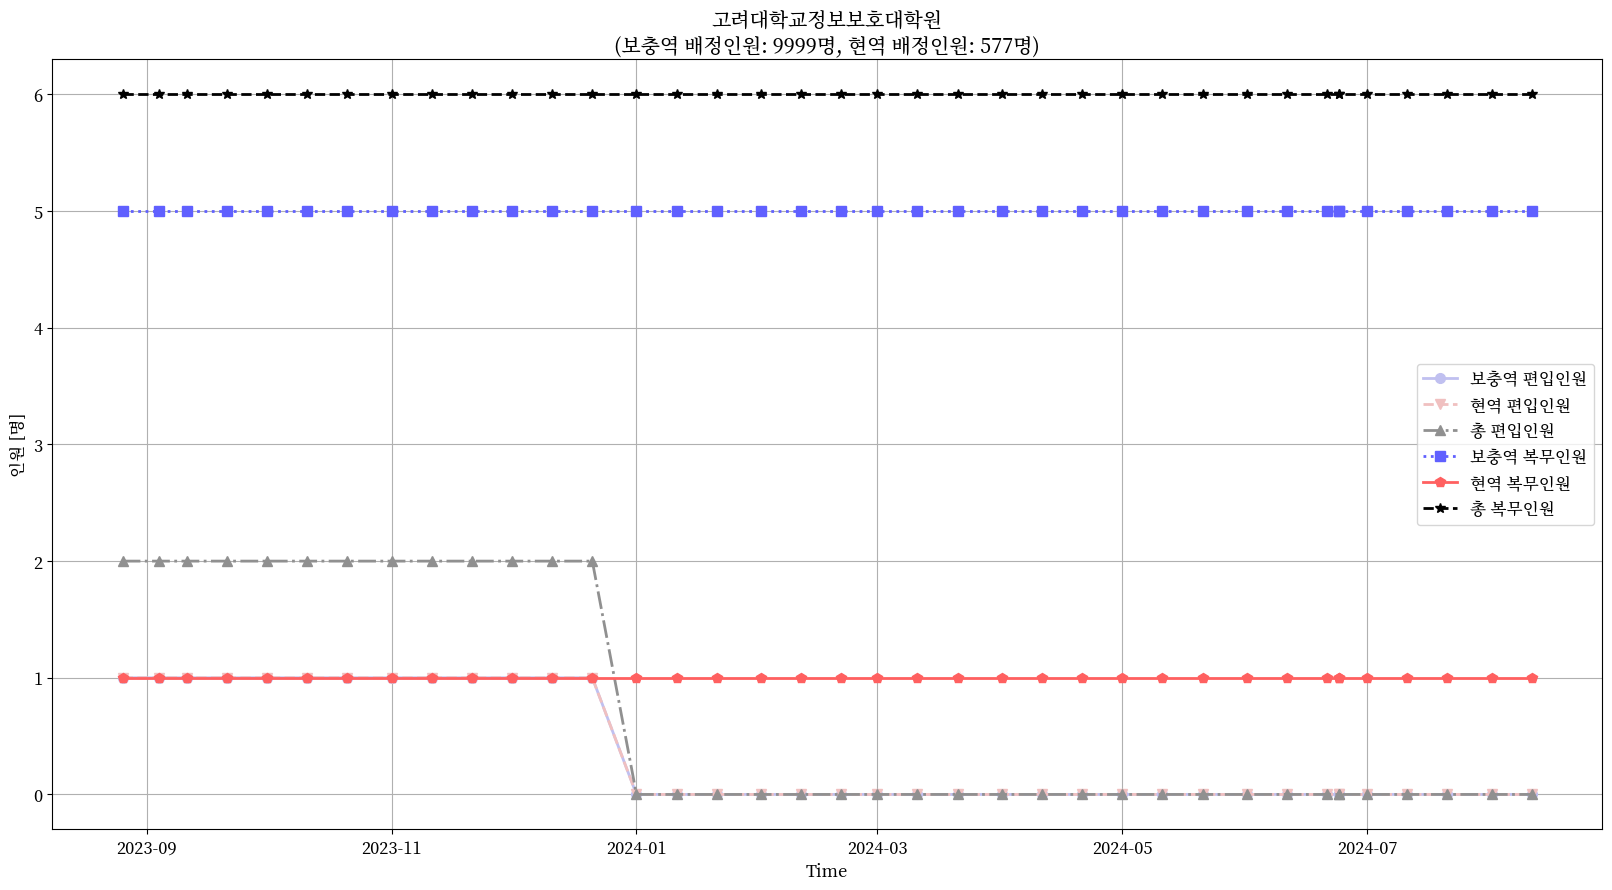 고려대학교정보보호대학원
(보충역 배정인원: 9999명, 현역 배정인원: 577명)
인원 [명]
6
5
4
3
2
1
0
보충역 편입인원
현역 편입인원
총 편입인원
보충역 복무인원
현역 복무인원
총 복무인원
2023-09 2023-11 2024-01 2024-03 2024-05 2024-07
Time